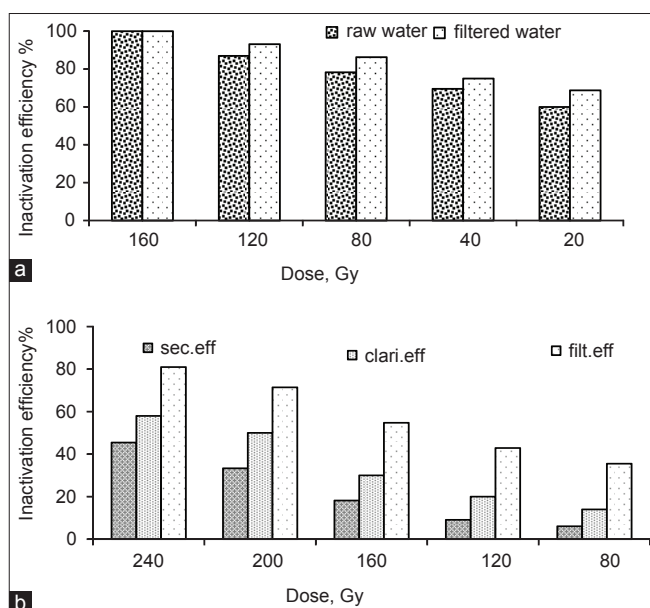 raw water filtered water
Inactivation efficiency %
100
80
60
40
20
0
160 120 80 40 20
Dose, Gy
a
sec.eff clari.eff filt.eff
Inactivation efficiency%
100
80
60
40
20
0
240 200 160 120 80
Dose, Gy
b